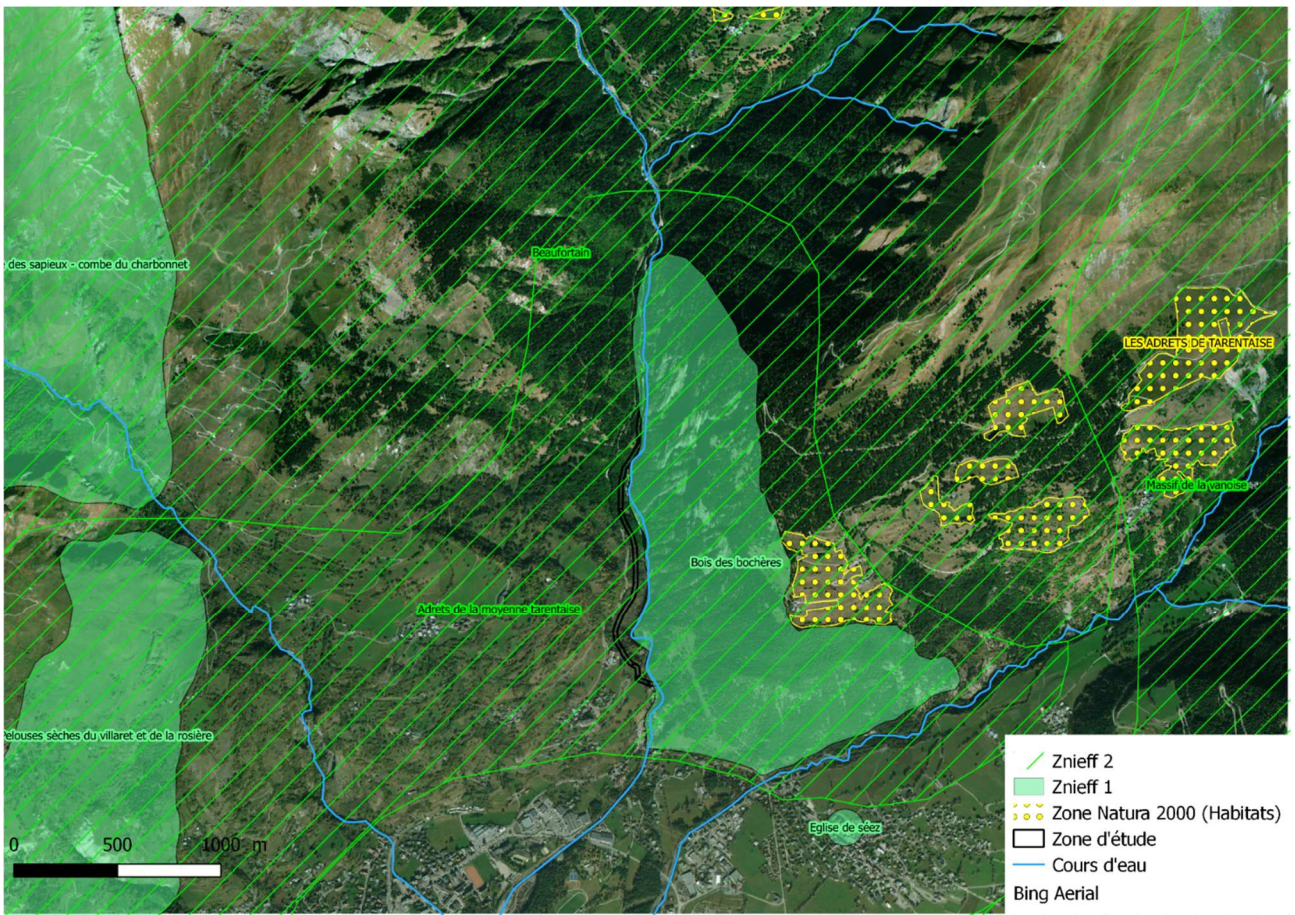 des sapieux - combe du charbonnet
Beaufortain
LES ADRETS DE TARENTAISE
Massif de la vanoise
Bois des bochères
Adrets de la moyenne tarentaise
Pelouses sèches du villaret et de la rosière
Eglise de séez
0 500 1000 m
Znieff 2
Znieff 1
Zone Natura 2000 (Habitats)
Zone d'étude
Cours d'eau
Bing Aerial